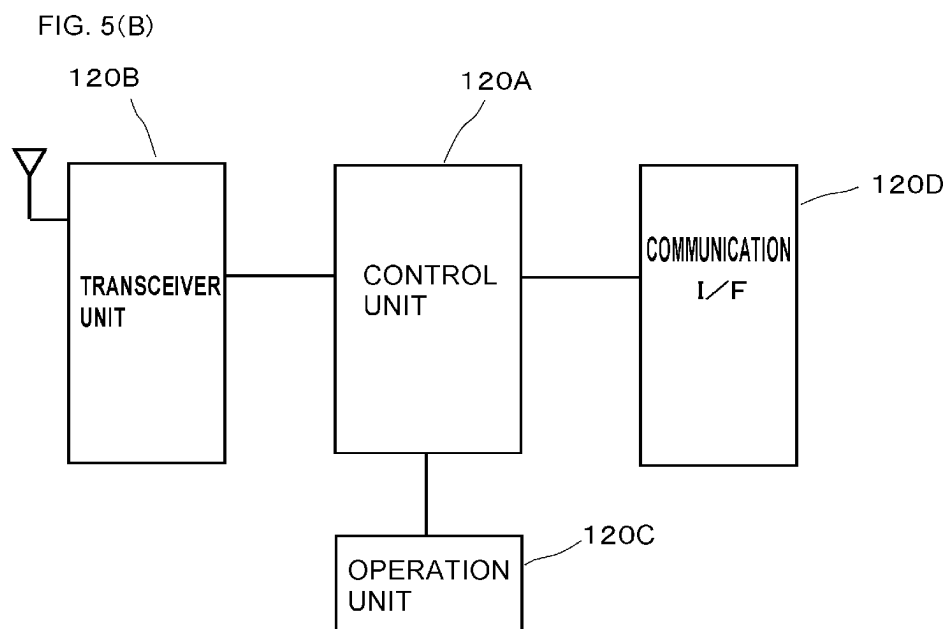 FIG. 5(B)
120B
120A
120D
TRANSCEIVER
UNIT
CONTROL
UNIT
COMMUNICATION
I/F
120C
OPERATION
UNIT